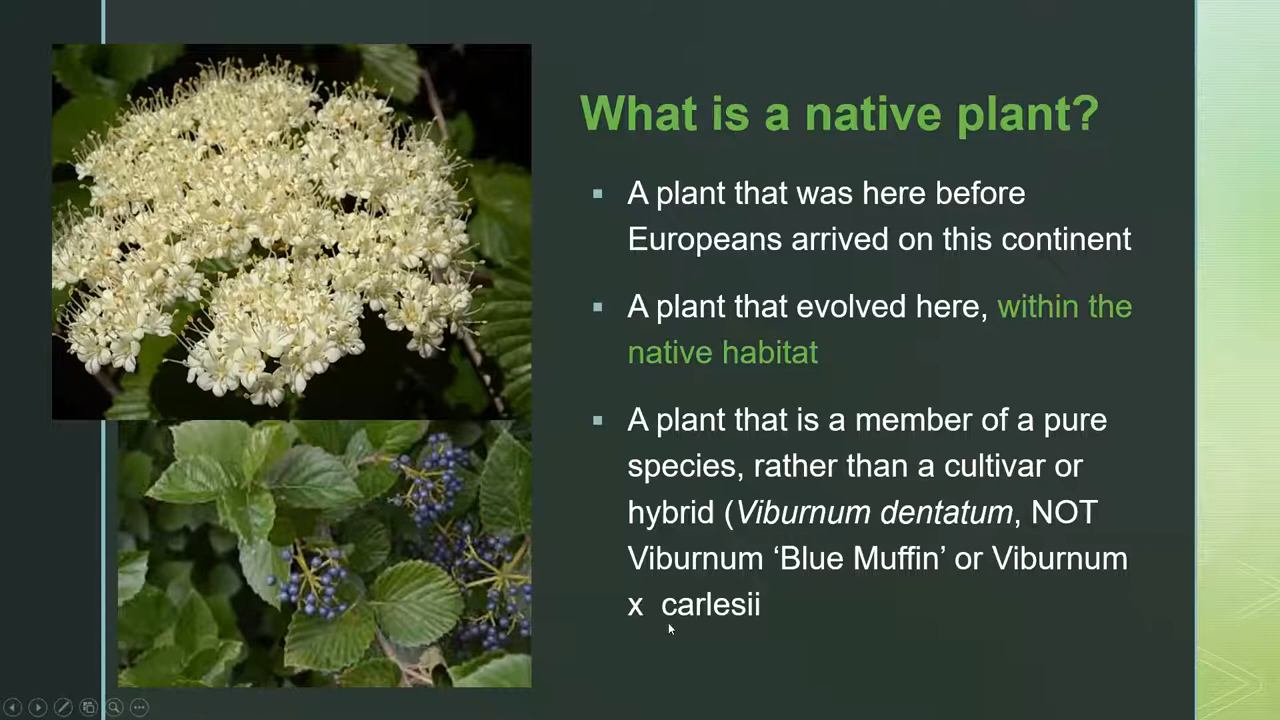 What is a native plant?
▪ A plant that was here before
Europeans arrived on this continent
▪ A plant that evolved here, within the
native habitat
▪ A plant that is a member of a pure
species, rather than a cultivar or
hybrid (Viburnum dentatum, NOT
Viburnum ‘Blue Muffin’ or Viburnum
x  carlesii